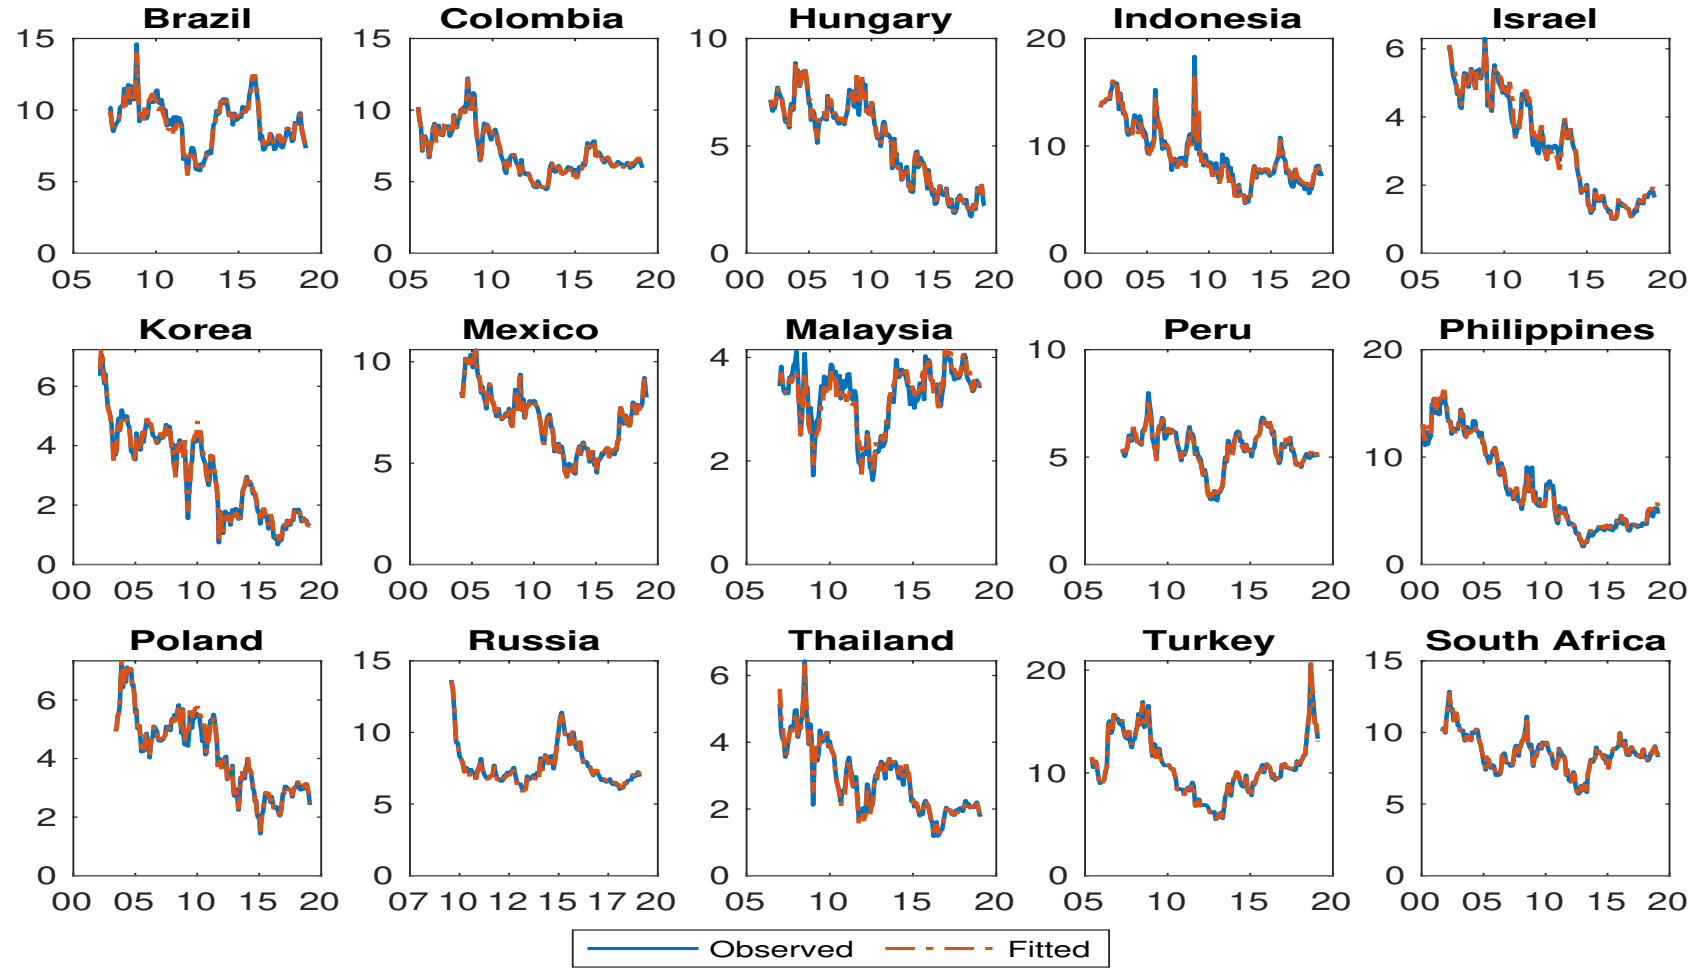 Brazil Colombia Hungary Indonesia Israel
15 15 10 20 6
10 10 4
5 5 5 10 2
0 0 0 0 0
05 10 15 20 05 10 15 20 00 05 10 15 20 00 05 10 15 20 05 10 15 20
Korea Mexico Malaysia Peru Philippines
6 10 4 10 20
4 5 2 5 10
2
0 0 0 0 0
00 05 10 15 20 00 05 10 15 20 05 10 15 20 05 10 15 20 00 05 10 15 20
Poland Russia Thailand Turkey South Africa
6 15 6 20 15
4 10 4 10 10
2 5 2 5
0 0 0 0 0
00 05 10 15 20 07 10 12 15 17 20 05 10 15 20 05 10 15 20 00 05 10 15 20
Observed Fitted